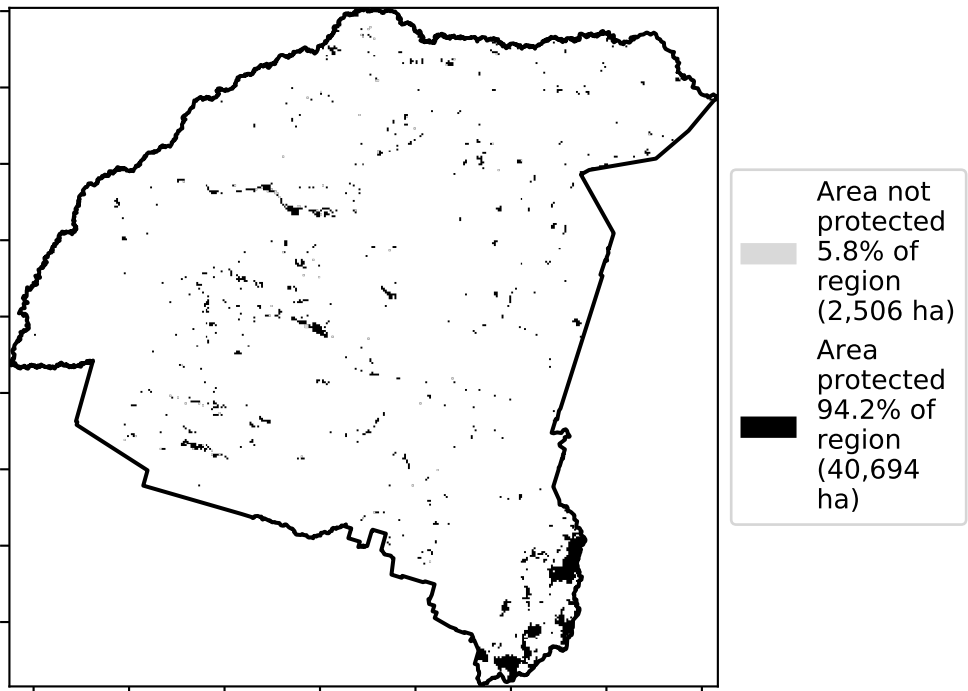 Area not
protected
5.8% of
region
(2,506 ha)
Area
protected
94.2% of
region
(40,694
ha)